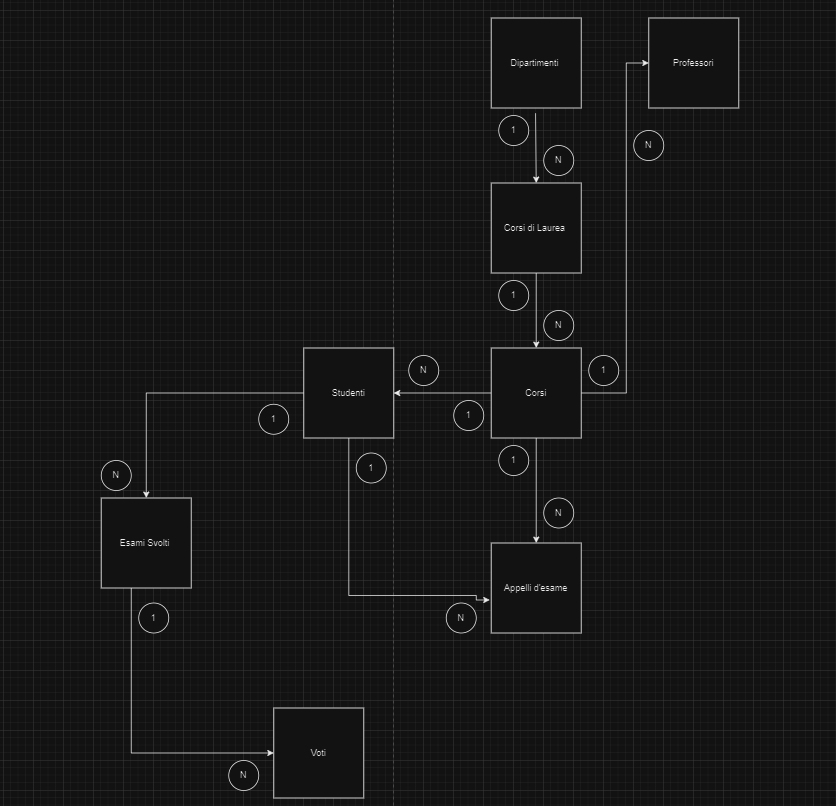 Dipartimenti
Professori
1
N
N
Corsi di Laurea
1
N
N
1
Studenti
Corsi
1
1
1
1
N
N
Appelli d'esame
Esami Svolti
1
N
Voti
N